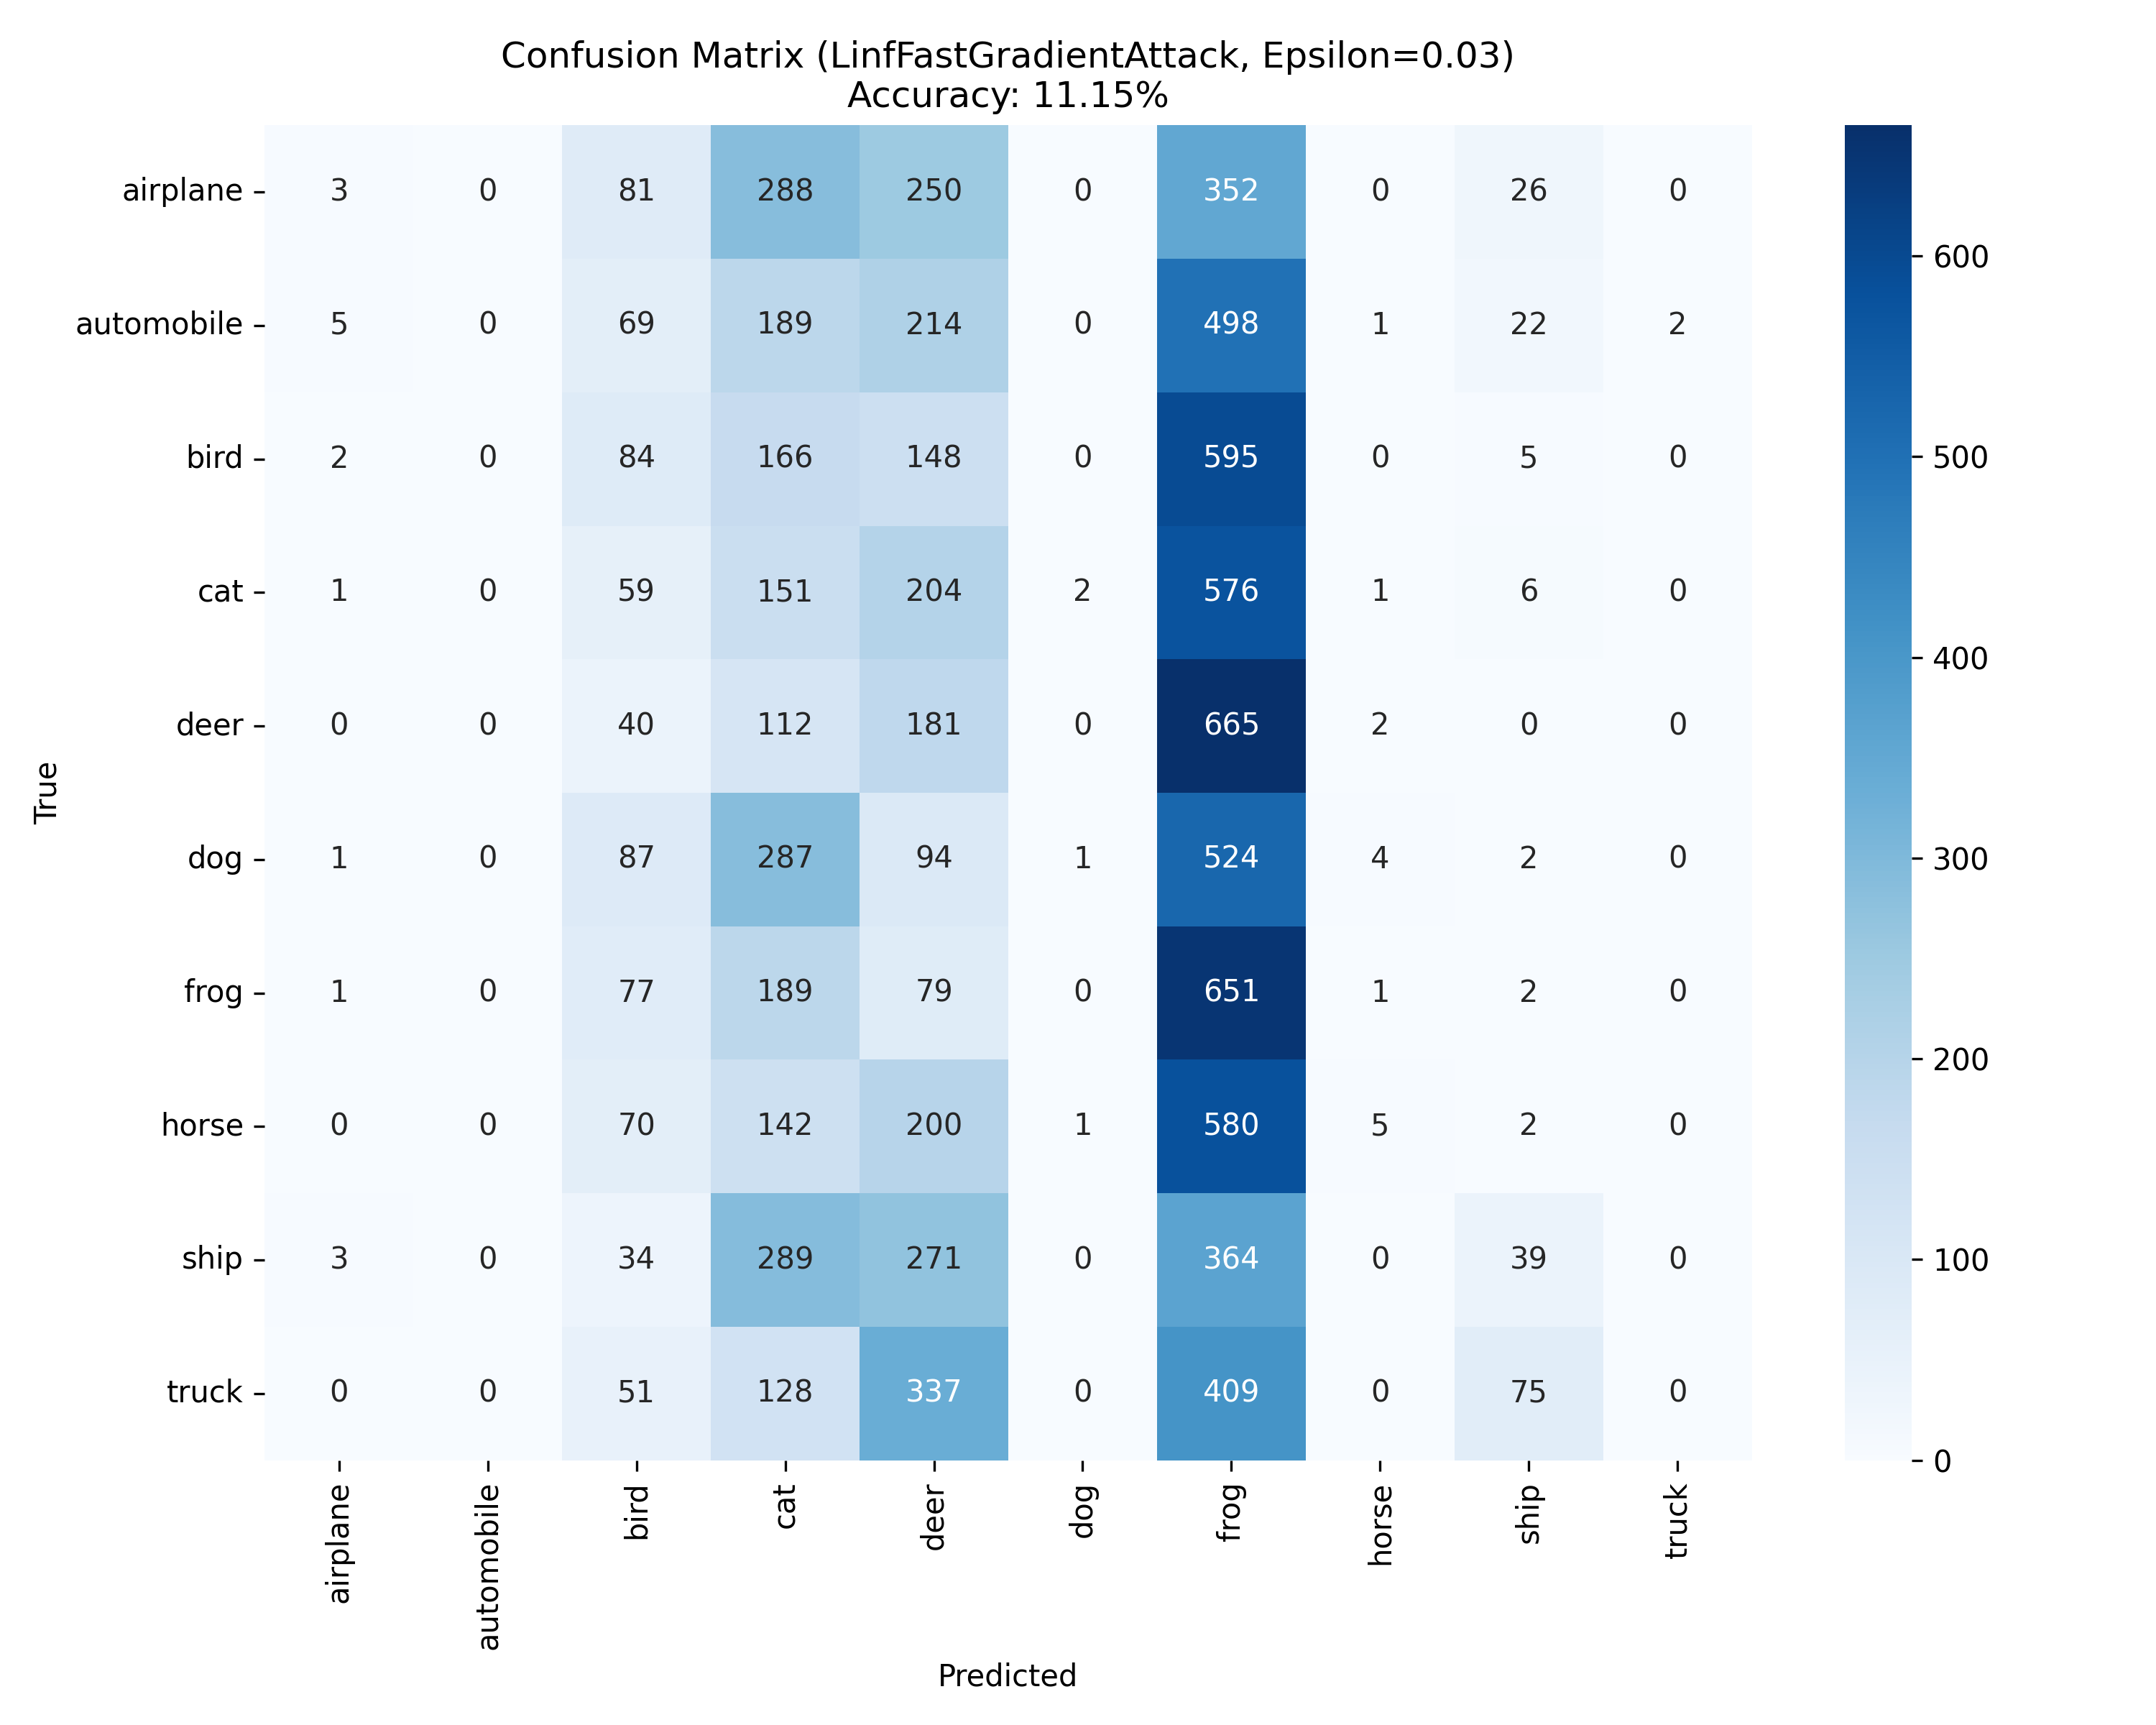 Confusion Matrix (LinfFastGradientAttack, Epsilon=0.03)
Accuracy: 11.15%
airplane 3 0 81 288 250 0 352 0 26 0
automobile 5 0 69 189 214 0 498 1 22 2
bird 2 0 84 166 148 0 595 0 5 0
cat 1 0 59 151 204 2 576 1 6 0
deer 0 0 40 112 181 0 665 2 0 0
dog 1 0 87 287 94 1 524 4 2 0
frog 1 0 77 189 79 0 651 1 2 0
horse 0 0 70 142 200 1 580 5 2 0
ship 3 0 34 289 271 0 364 0 39 0
truck 0 0 51 128 337 0 409 0 75 0
True
airplane automobile bird cat deer dog frog horse ship truck
Predicted
600
500
400
300
200
100
0